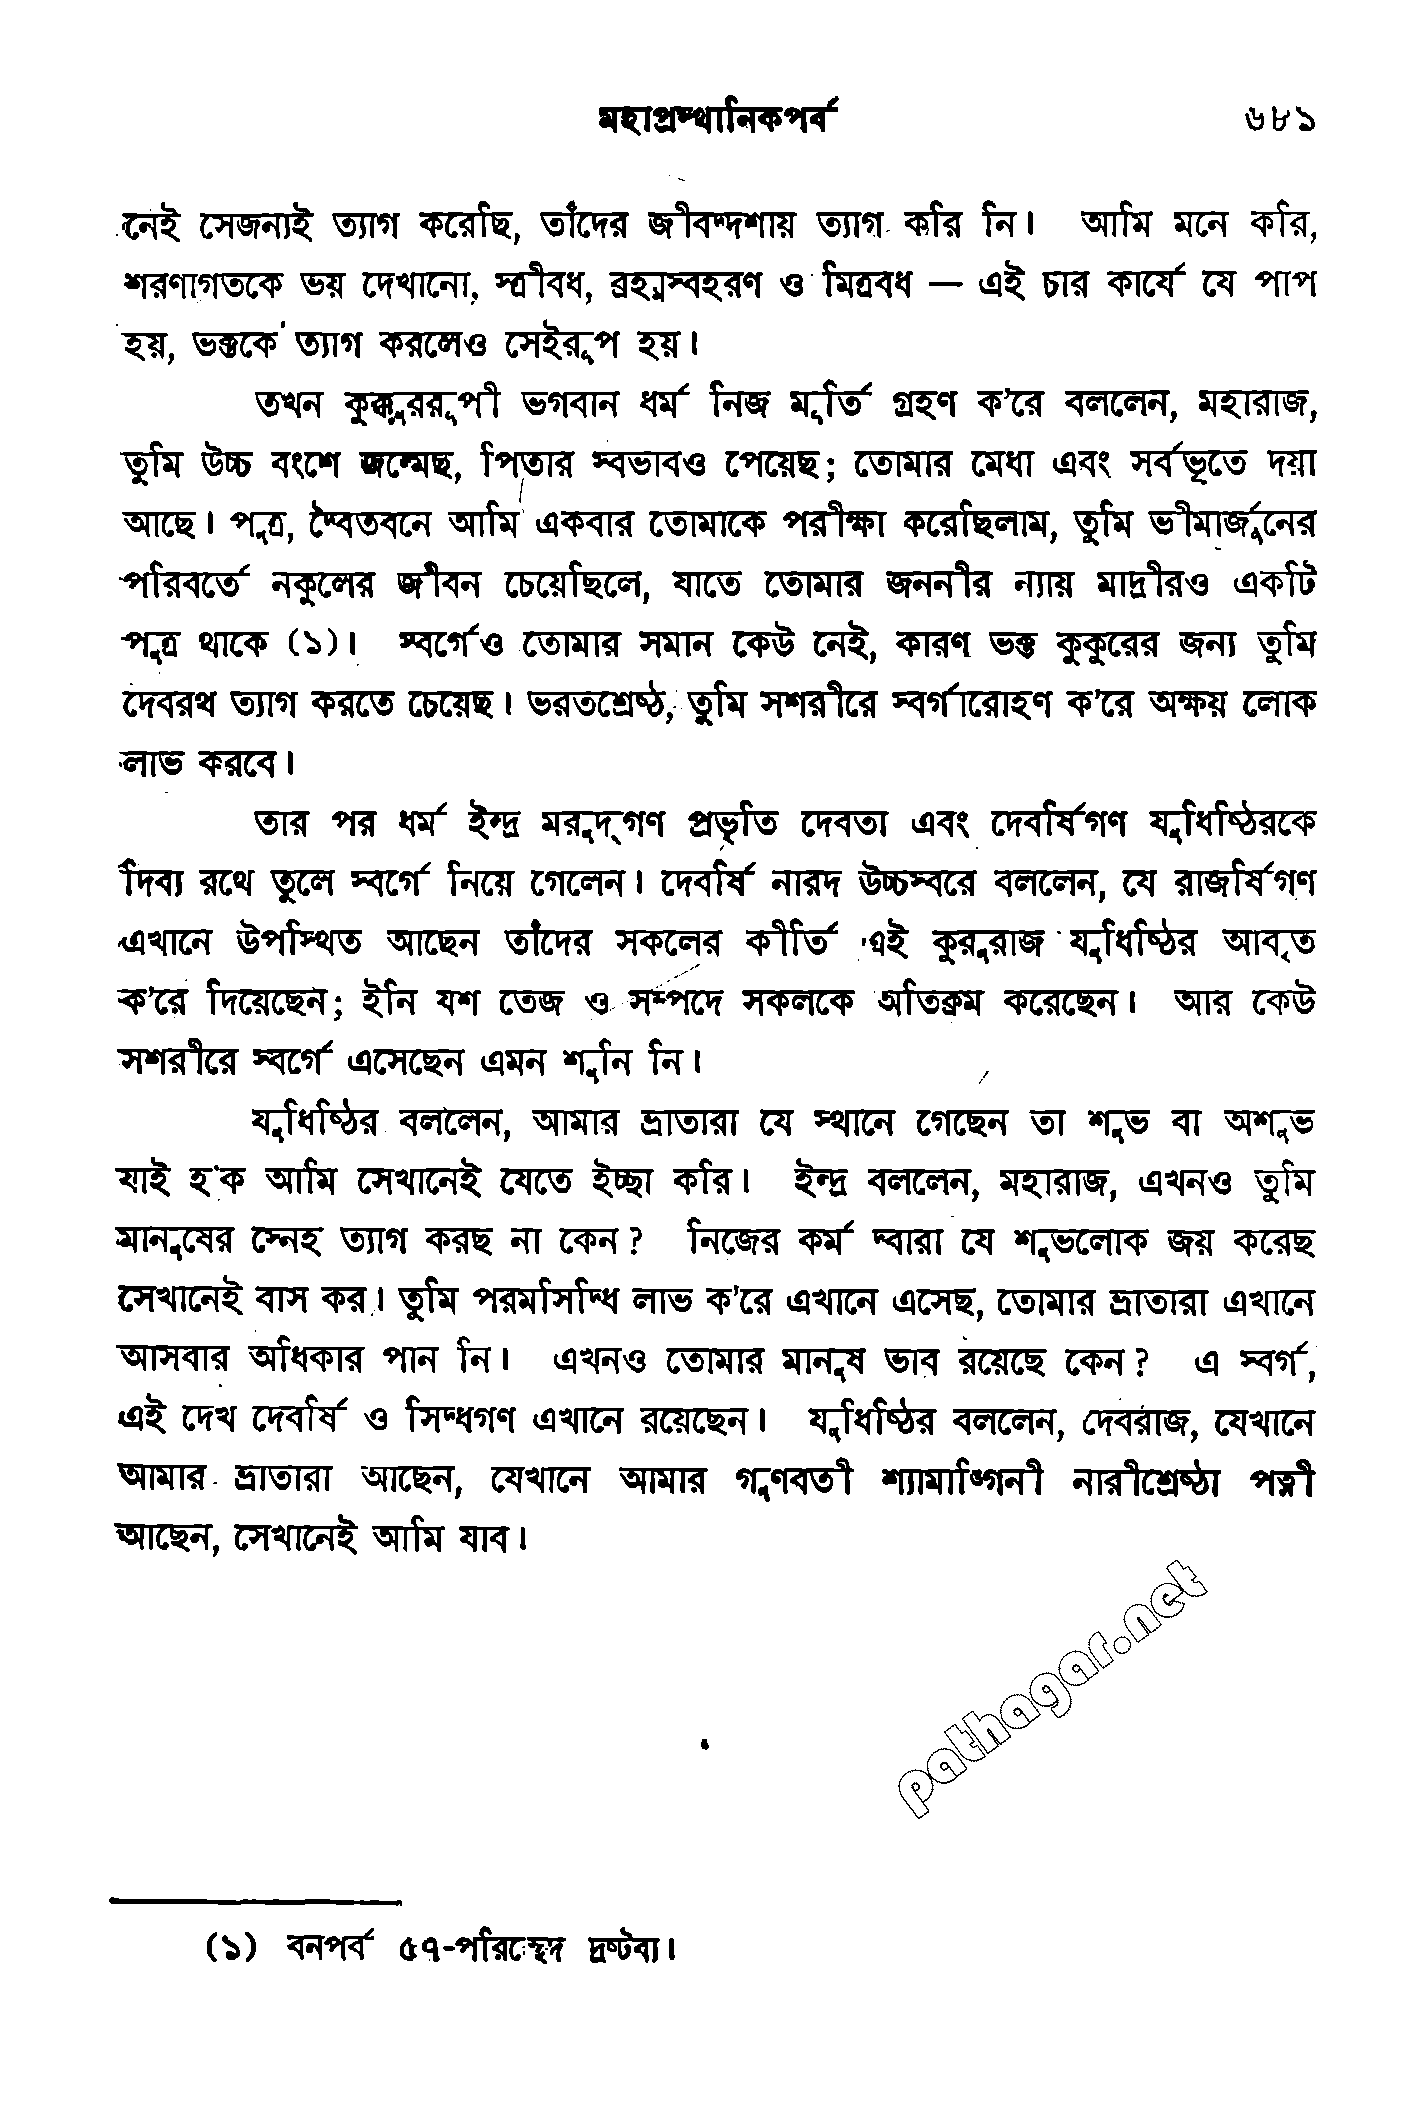 মহাপ্রস্থানিকপর্ব ৬৮১
নেই সেজন্যই ত্যাগ করেছি, তাঁদের জীবদ্দশায় ত্যাগ করি নি। আমি মনে করি,
শরণাগতকে ভয় দেখানো, স্ত্রীবধ, ব্রহ্মস্বহরণ ও মিত্রবধ — এই চার কার্যে যে পাপ
হয়, ভক্তকে ত্যাগ করলেও সেইরূপ হয়।
তখন কুক্কুররূপী ভগবান ধর্ম নিজ মূর্তি গ্রহণ ক'রে বললেন, মহারাজ,
তুমি উচ্চ বংশে জন্মেছ, পিতার স্বভাবও পেয়েছ; তোমার মেধা এবং সর্বভূতে দয়া
আছে। পুত্র, দ্বৈতবনে আমি একবার তোমাকে পরীক্ষা করেছিলাম, তুমি ভীমার্জুনের
পরিবর্তে নকুলের জীবন চেয়েছিলে, যাতে তোমার জননীর ন্যায় মাদ্রীরও একটি
পুত্র থাকে (১)। স্বর্গেও তোমার সমান কেউ নেই, কারণ ভক্ত কুকুরের জন্য তুমি
দেবরথ ত্যাগ করতে চেয়েছ। ভরতশ্রেষ্ঠ, তুমি সশরীরে স্বর্গারোহণ ক'রে অক্ষয় লোক
লাভ করবে।
তার পর ধর্ম ইন্দ্র মরুদ্‌গণ প্রভৃতি দেবতা এবং দেবর্ষিগণ যুধিষ্ঠিরকে
দিব্য রথে তুলে স্বর্গে নিয়ে গেলেন। দেবর্ষি নারদ উচ্চস্বরে বললেন, যে রাজর্ষিগণ
এখানে উপস্থিত আছেন তাঁদের সকলের কীর্তি এই কুরুরাজ যুধিষ্ঠির আবৃত
ক'রে দিয়েছেন; ইনি যশ তেজ ও সম্পদে সকলকে অতিক্রম করেছেন। আর কেউ
সশরীরে স্বর্গে এসেছেন এমন শুনি নি।
যুধিষ্ঠির বললেন, আমার ভ্রাতারা যে স্থানে গেছেন তা শুভ বা অশুভ
যাই হ'ক আমি সেখানেই যেতে ইচ্ছা করি। ইন্দ্র বললেন, মহারাজ, এখনও তুমি
মানুষের স্নেহ ত্যাগ করছ না কেন? নিজের কর্ম দ্বারা যে শুভলোক জয় করেছ
সেখানেই বাস কর। তুমি পরমসিদ্ধি লাভ ক'রে এখানে এসেছ, তোমার ভ্রাতারা এখানে
আসবার অধিকার পান নি। এখনও তোমার মানুষ ভাব রয়েছে কেন? এ স্বর্গ,
এই দেখ দেবর্ষি ও সিদ্ধগণ এখানে রয়েছেন। যুধিষ্ঠির বললেন, দেবরাজ, যেখানে
আমার ভ্রাতারা আছেন, যেখানে আমার গুণবতী শ্যামাঙ্গিনী নারীশ্রেষ্ঠা পত্নী
আছেন, সেখানেই আমি যাব।
pathagar.net
(১) বনপর্ব ৫৭-পরিচ্ছেদ দ্রষ্টব্য।